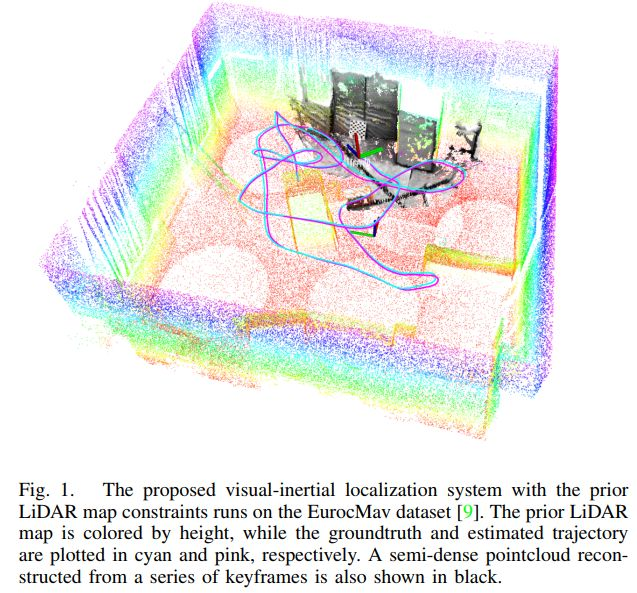 Fig. 1. The proposed visual-inertial localization system with the prior
LiDAR map constraints runs on the EurocMav dataset [9]. The prior LiDAR
map is colored by height, while the groundtruth and estimated trajectory
are plotted in cyan and pink, respectively. A semi-dense pointcloud recon-
structed from a series of keyframes is also shown in black.